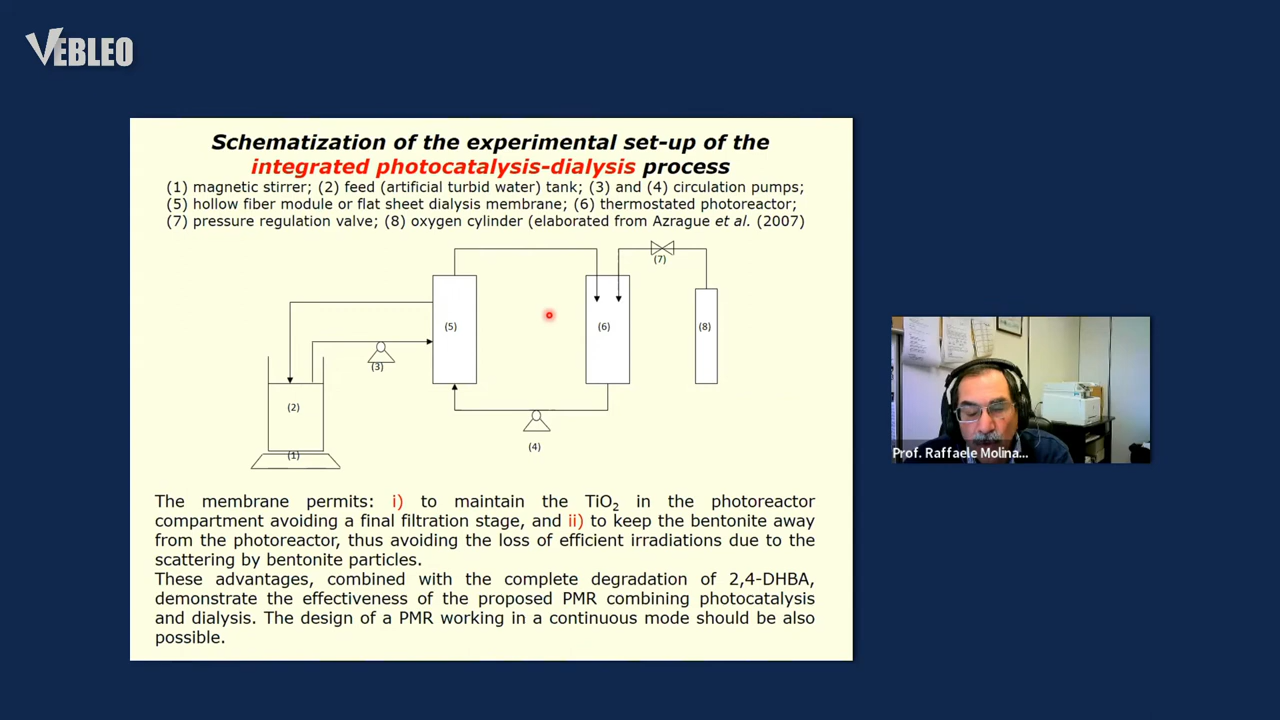 VEBLEO
Schematization of the experimental set-up of the
integrated photocatalysis-dialysis process
(1) magnetic stirrer; (2) feed (artificial turbid water) tank; (3) and (4) circulation pumps;
(5) hollow fiber module or flat sheet dialysis membrane; (6) thermostated photoreactor;
(7) pressure regulation valve; (8) oxygen cylinder (elaborated from Azrague et al. (2007)
(7)
(5)
(6)
(8)
(3)
(2)
(4)
(1)
Prof. Raffaele Molina...
The membrane permits: i) to maintain the TiO₂ in the photoreactor
compartment avoiding a final filtration stage, and ii) to keep the bentonite away
from the photoreactor, thus avoiding the loss of efficient irradiations due to the
scattering by bentonite particles.
These advantages, combined with the complete degradation of 2,4-DHBA,
demonstrate the effectiveness of the proposed PMR combining photocatalysis
and dialysis. The design of a PMR working in a continuous mode should be also
possible.